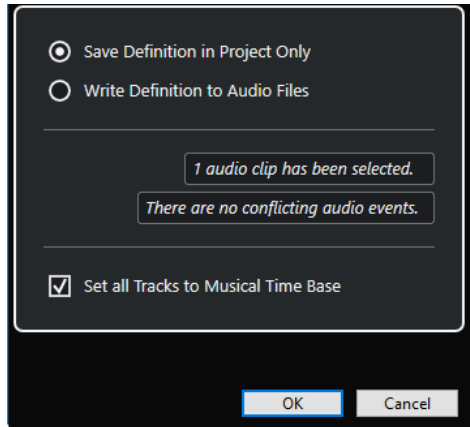 Save Definition in Project Only
Write Definition to Audio Files
1 audio clip has been selected.
There are no conflicting audio events.
Set all Tracks to Musical Time Base
OK
Cancel